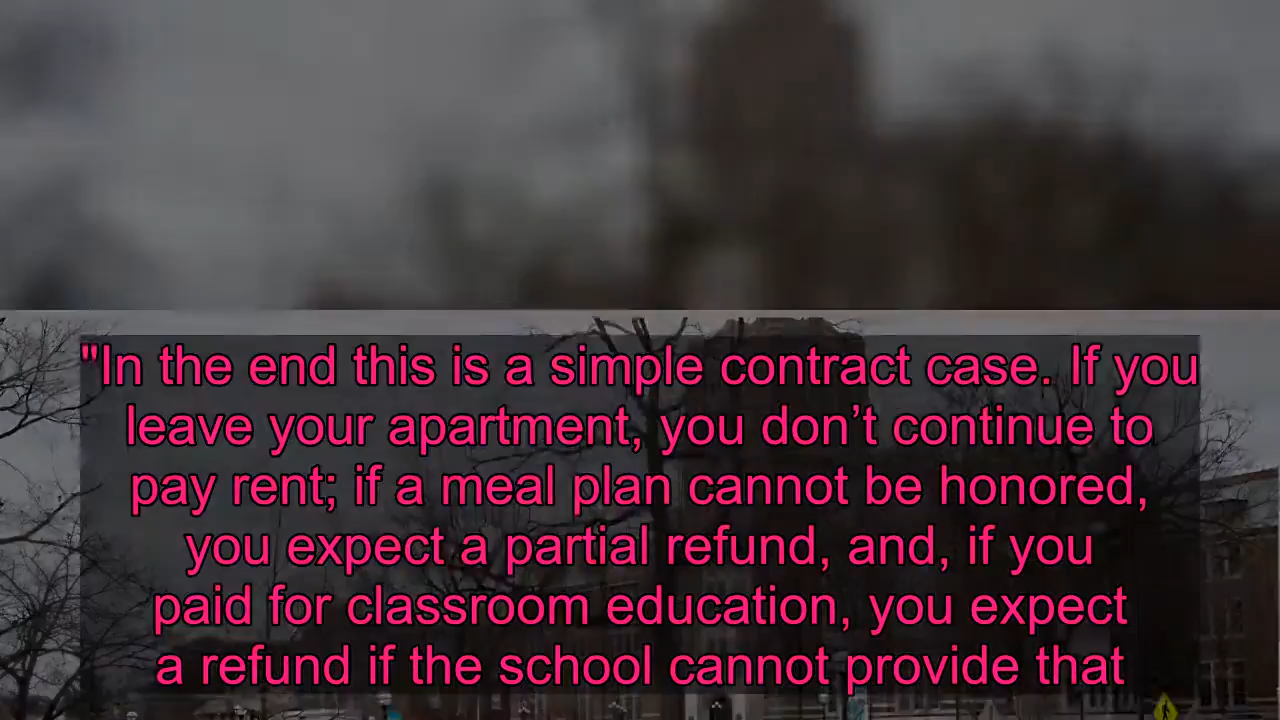 "In the end this is a simple contract case. If you
leave your apartment, you don’t continue to
pay rent; if a meal plan cannot be honored,
you expect a partial refund, and, if you
paid for classroom education, you expect
a refund if the school cannot provide that